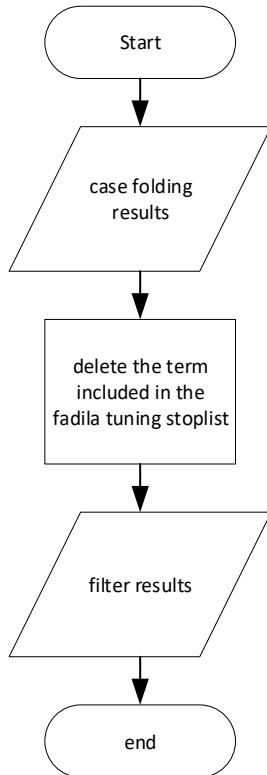 Start
case folding
results
delete the term
included in the
fadila tuning stoplist
filter results
end